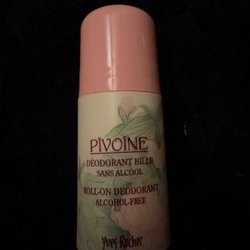 PIVOINE
DÉODORANT BILLE
SANS ALCOOL
ROLL-ON DEODORANT
ALCOHOL-FREE
Yves Rocher